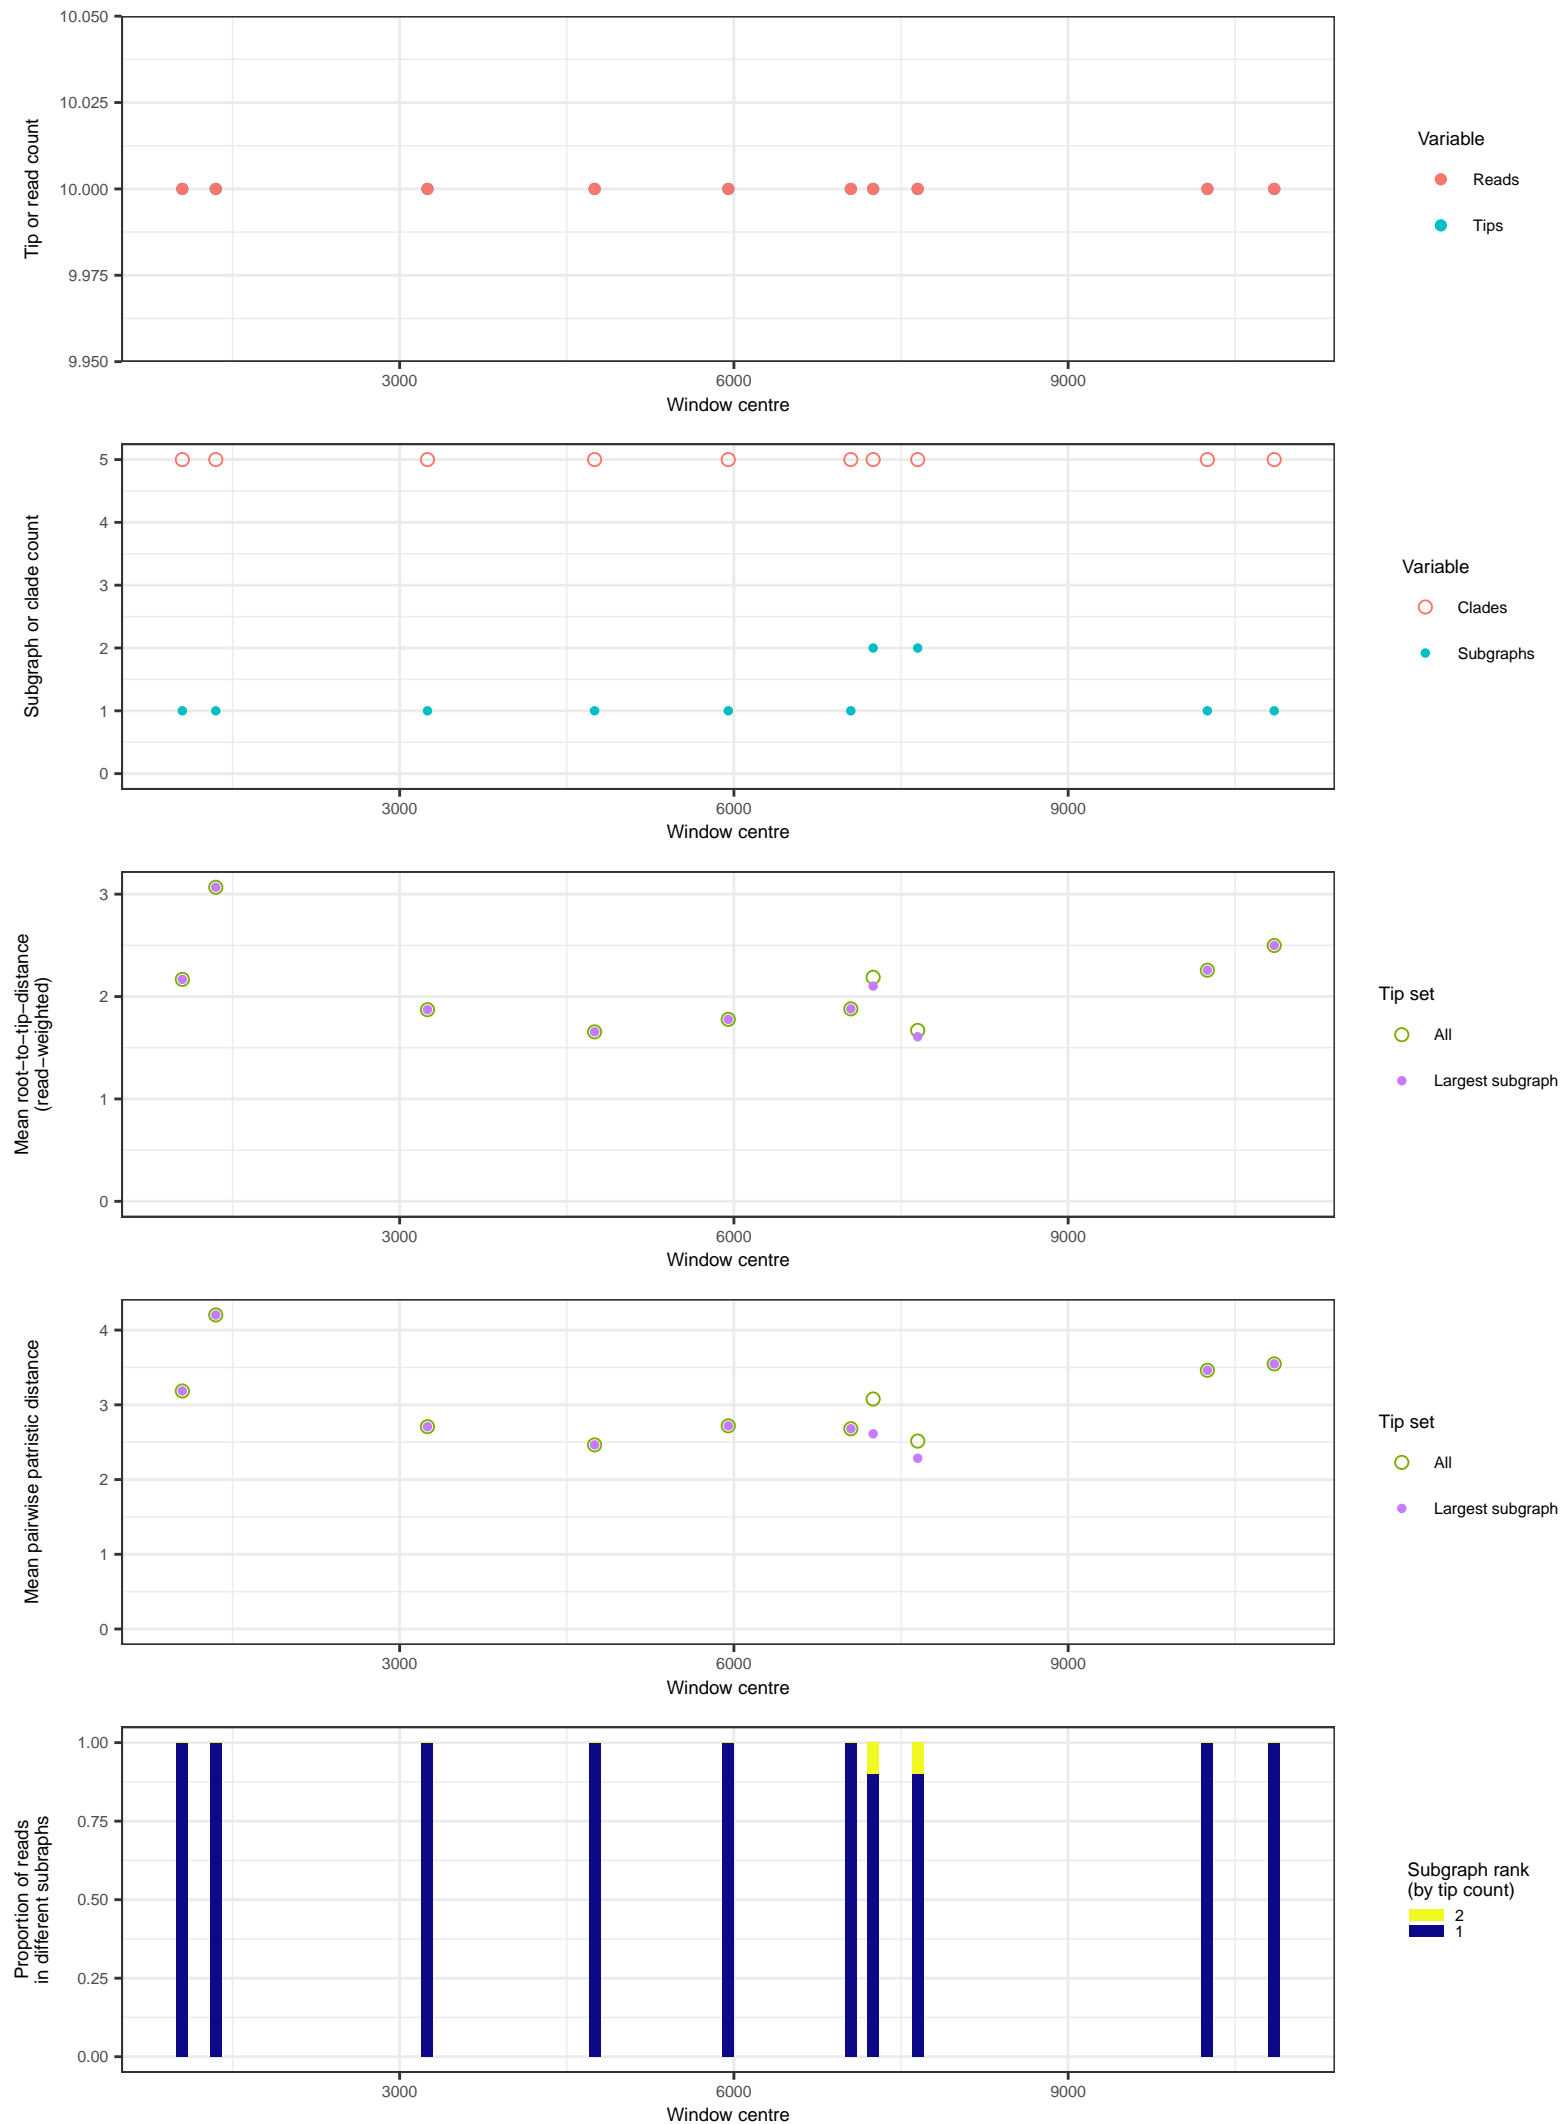 10.050
10.025
10.000
9.975
9.950
Tip or read count
3000 6000 9000
Window centre
Variable
Reads
Tips
5
4
3
2
1
0
Subgraph or clade count
3000 6000 9000
Window centre
Variable
Clades
Subgraphs
3
2
1
0
Mean root−to−tip−distance
(read−weighted)
3000 6000 9000
Window centre
Tip set
All
Largest subgraph
4
3
2
1
0
Mean pairwise patristic distance
3000 6000 9000
Window centre
Tip set
All
Largest subgraph
1.00
0.75
0.50
0.25
0.00
Proportion of reads
in different subraphs
3000 6000 9000
Window centre
Subgraph rank
(by tip count)
2
1